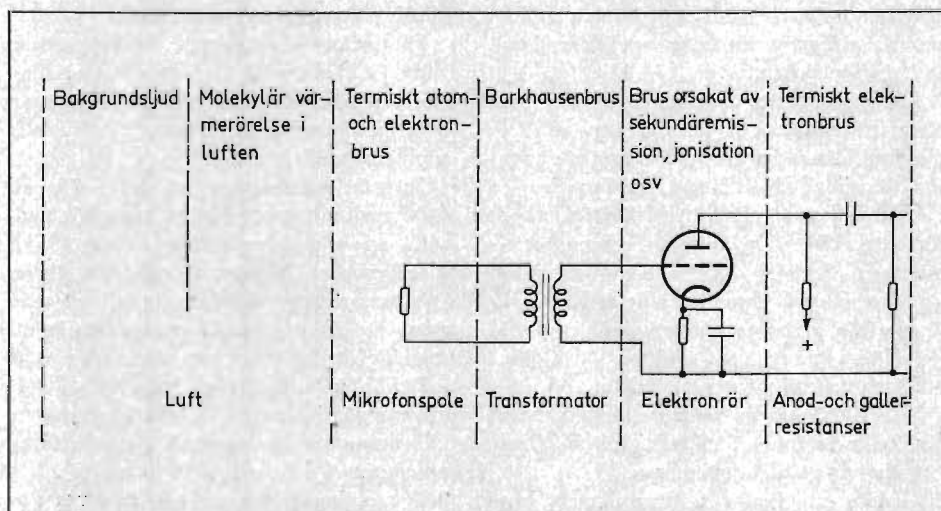 Bakgrundsljud
Molekylär vär-
merörelse i
luften
Termiskt atom-
och elektron-
brus
Barkhausenbrus
Brus orsakat av
sekundäremis-
sion, jonisation
osv
Termiskt elek-
tronbrus
+
Luft
Mikrofonspole
Transformator
Elektronrör
Anod-och galler-
resistanser